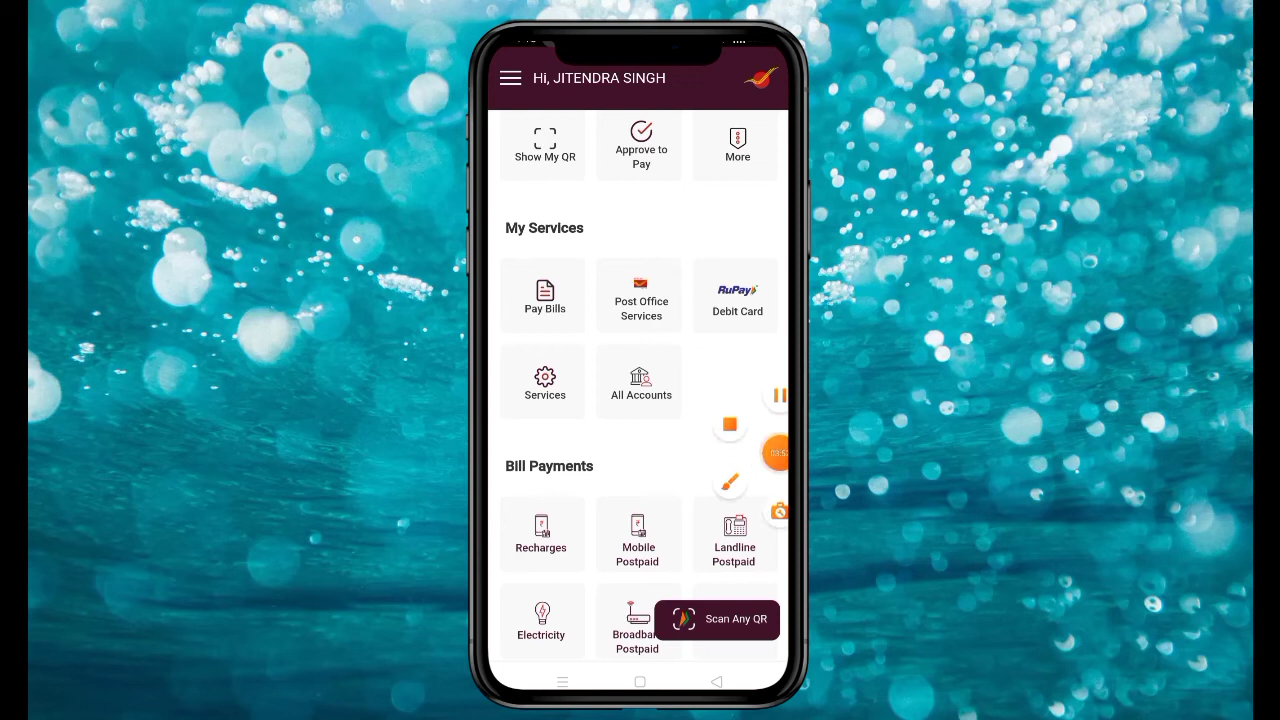 Hi, JITENDRA SINGH
Show My QR
Approve to
Pay
More
My Services
Pay Bills
Post Office
Services
RuPay
Debit Card
Services
All Accounts
Bill Payments
Recharges
Mobile
Postpaid
Landline
Postpaid
Electricity
Postpaid
Scan Any QR